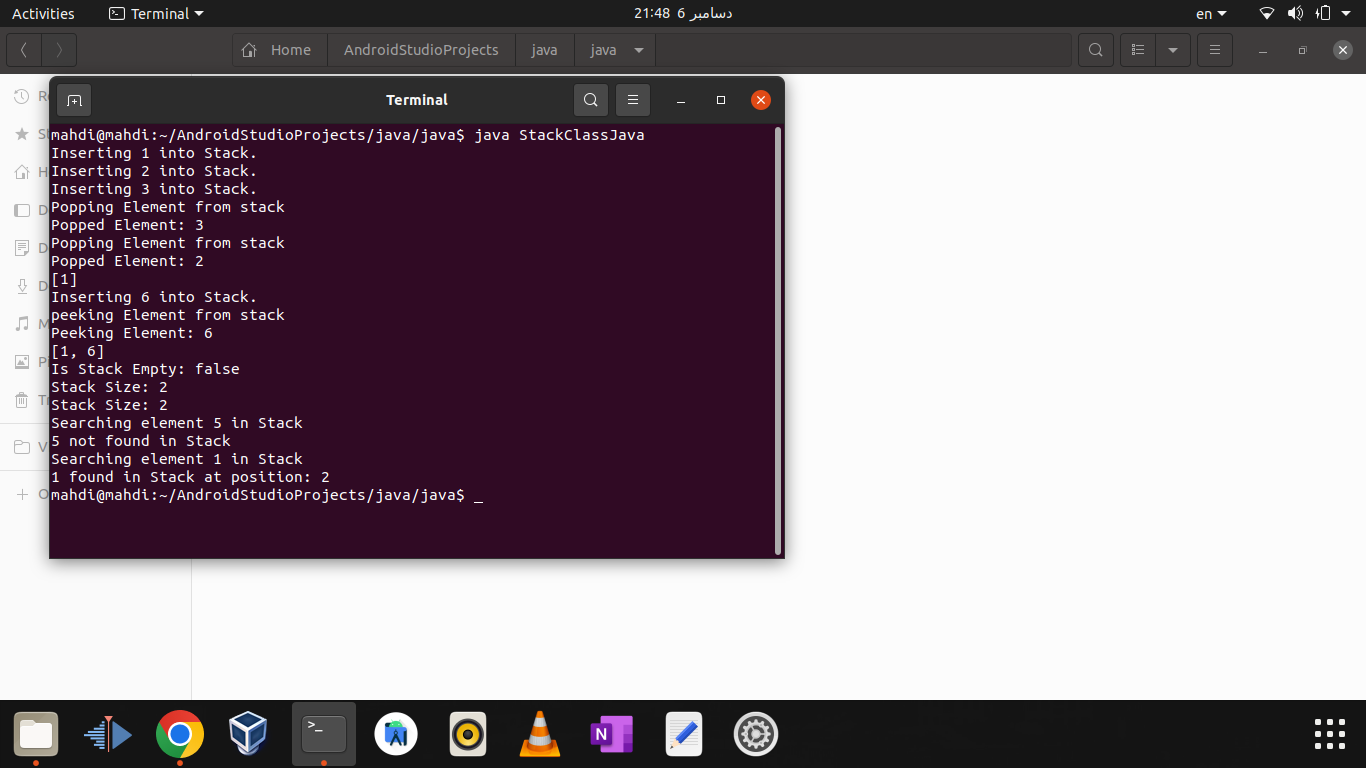 Activities
Terminal
21:48 6 دسامبر
en
Home
AndroidStudioProjects
java
java
Terminal
mahdi@mahdi:~/AndroidStudioProjects/java/java$ java StackClassJava
Inserting 1 into Stack.
Inserting 2 into Stack.
Inserting 3 into Stack.
Popping Element from stack
Popped Element: 3
Popping Element from stack
Popped Element: 2
[1]
Inserting 6 into Stack.
peeking Element from stack
Peeking Element: 6
[1, 6]
Is Stack Empty: false
Stack Size: 2
Stack Size: 2
Searching element 5 in Stack
5 not found in Stack
Searching element 1 in Stack
1 found in Stack at position: 2
mahdi@mahdi:~/AndroidStudioProjects/java/java$ _